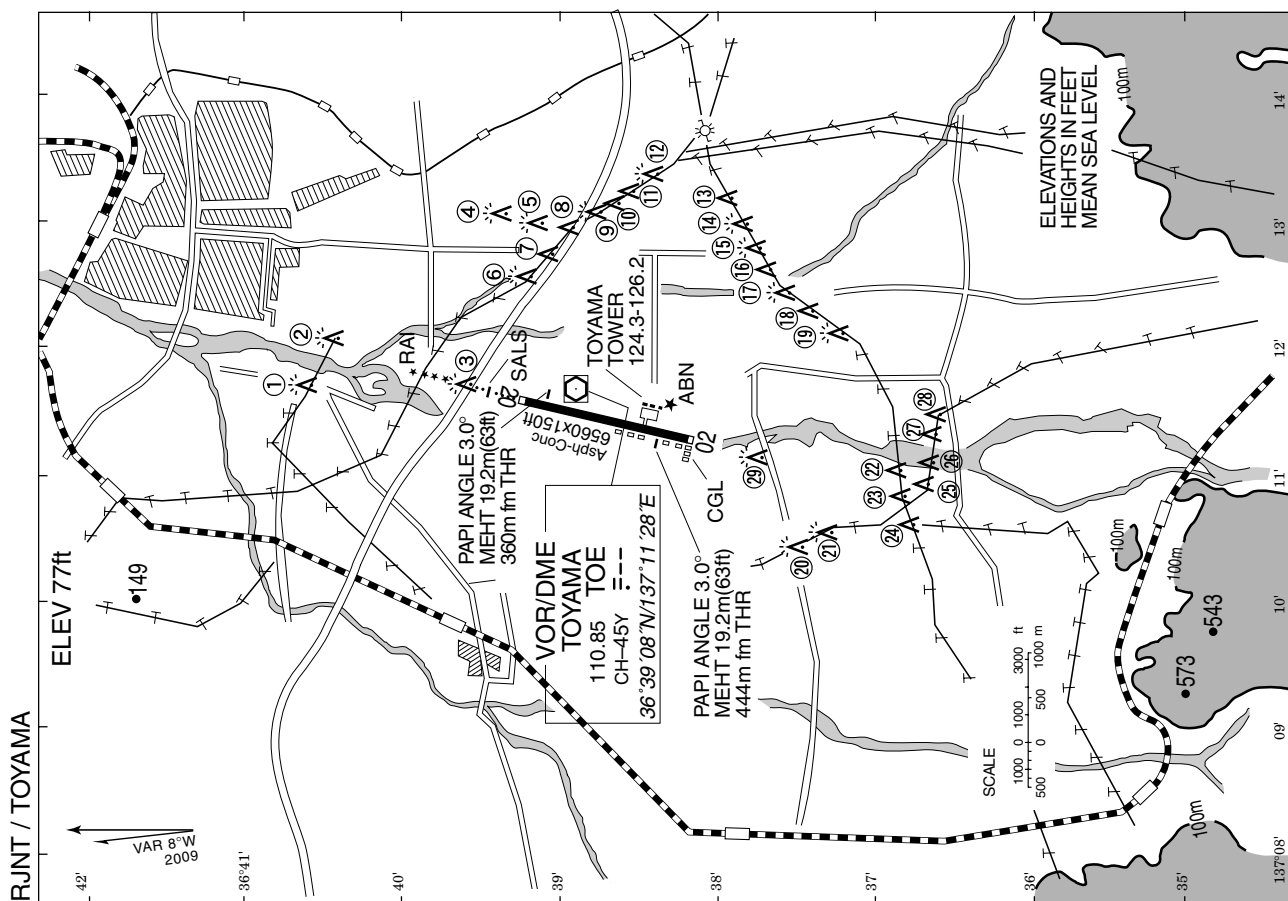 RJNT / TOYAMA
ELEV 77ft
VAR 8°W
2009
149
42'
36°41'
40'
39'
38'
37'
36'
35'
137°08'
09'
10'
11'
12'
13'
14'
1
2
3
4
5
6
7
8
9
10
11
12
13
14
15
16
17
18
19
20
21
22
23
24
25
26
27
28
29
RAI
SALS
20
02
Asph-Conc
6560x150ft
PAPI ANGLE 3.0°
MEHT 19.2m(63ft)
360m fm THR
TOYAMA
TOWER
124.3-126.2
ABN
CGL
VOR/DME
TOYAMA
110.85 TOE
CH–45Y
36°39´08˝N/137°11´28˝E
PAPI ANGLE 3.0°
MEHT 19.2m(63ft)
444m fm THR
ELEVATIONS AND
HEIGHTS IN FEET
MEAN SEA LEVEL
100m
100m
100m
100m
543
573
SCALE
1000 0 1000 3000 ft
500 0 500 1000 m